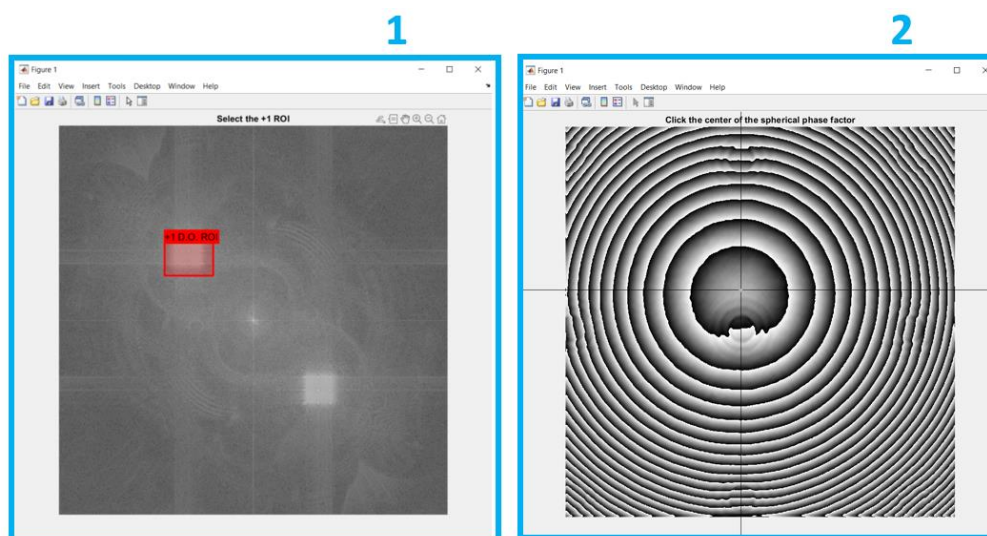 1
Figure 1
File Edit View Insert Tools Desktop Window Help
Select the +1 ROI
+1 D.O. ROI
2
Figure 1
File Edit View Insert Tools Desktop Window Help
Click the center of the spherical phase factor